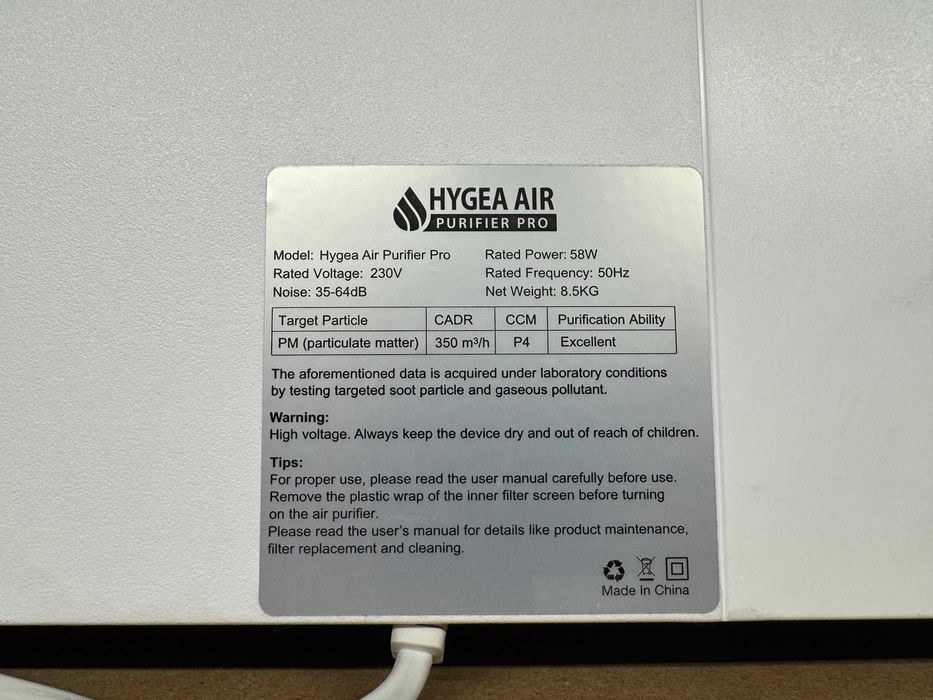 HYGEA AIR
PURIFIER PRO
Model: Hygea Air Purifier Pro Rated Power: 58W
Rated Voltage: 230V Rated Frequency: 50Hz
Noise: 35-64dB Net Weight: 8.5KG
Target Particle CADR CCM Purification Ability
PM (particulate matter) 350 m³/h P4 Excellent
The aforementioned data is acquired under laboratory conditions
by testing targeted soot particle and gaseous pollutant.
Warning:
High voltage. Always keep the device dry and out of reach of children.
Tips:
For proper use, please read the user manual carefully before use.
Remove the plastic wrap of the inner filter screen before turning
on the air purifier.
Please read the user's manual for details like product maintenance,
filter replacement and cleaning.
Made In China